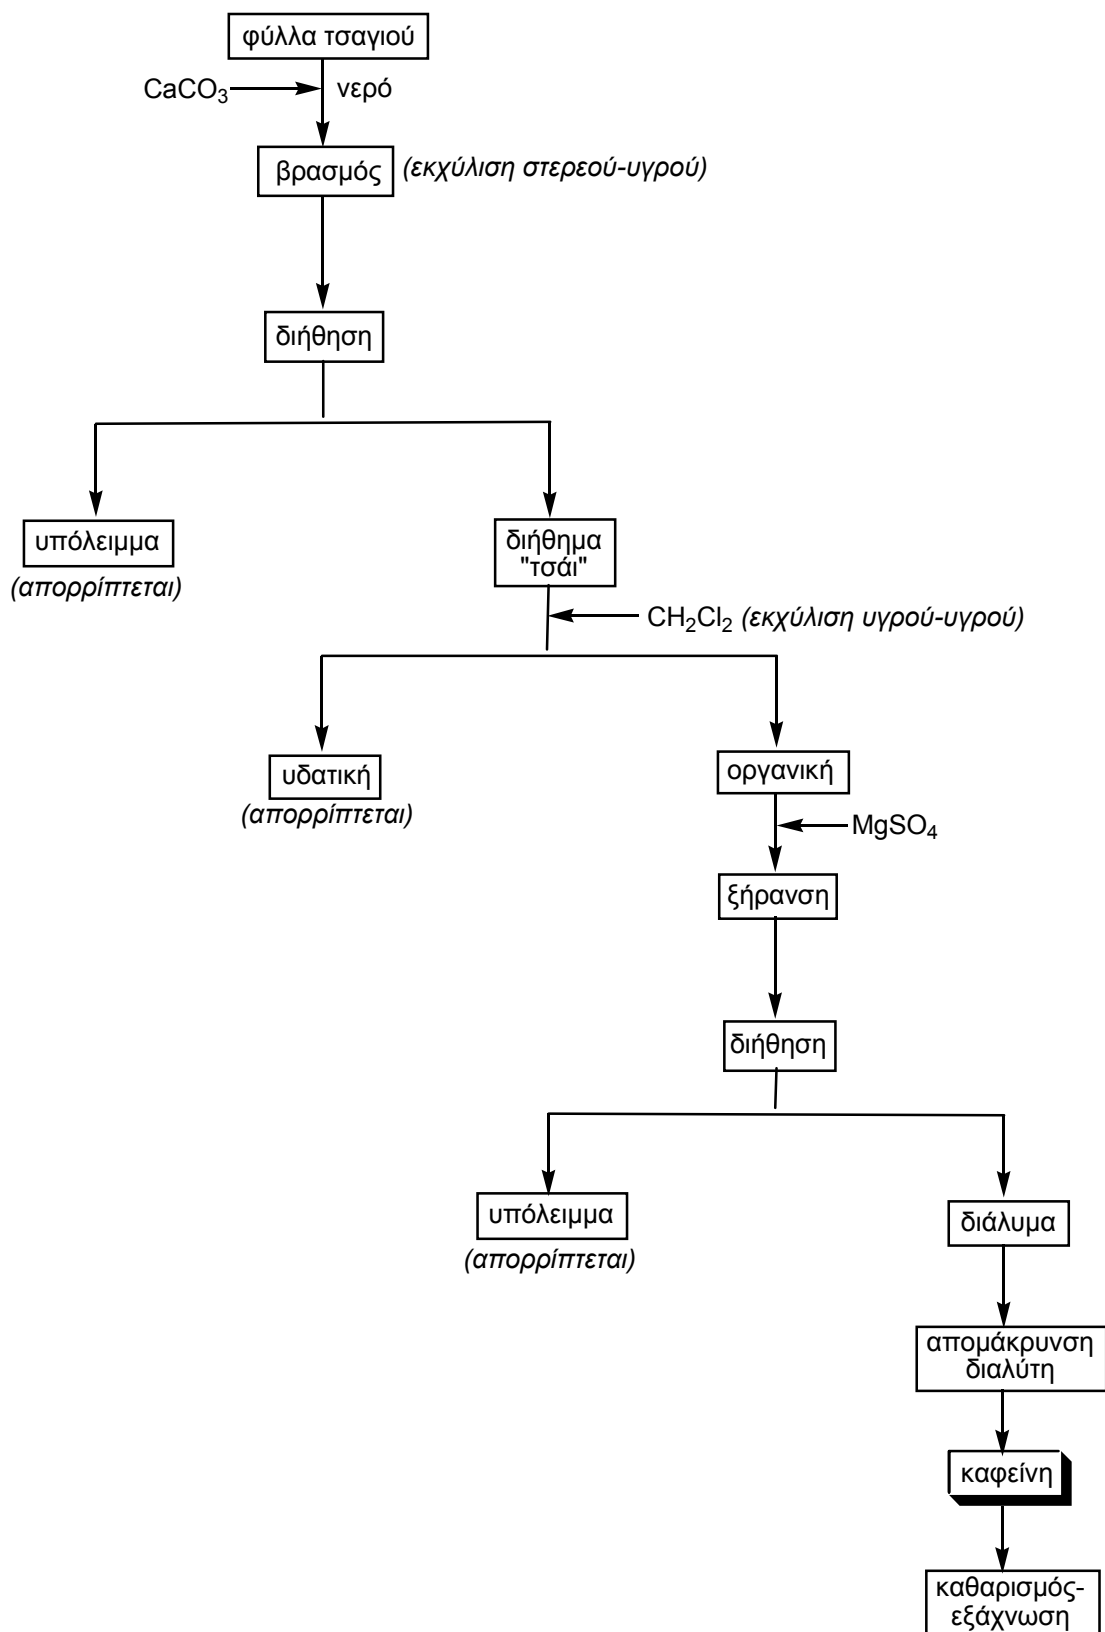 φύλλα τσαγιού
CaCO3 νερό
βρασμός (εκχύλιση στερεού-υγρού)
διήθηση
υπόλειμμα
(απορρίπτεται)
διήθημα
"τσάι"
CH2Cl2 (εκχύλιση υγρού-υγρού)
υδατική
(απορρίπτεται)
οργανική
MgSO4
ξήρανση
διήθηση
υπόλειμμα
(απορρίπτεται)
διάλυμα
απομάκρυνση
διαλύτη
καφεΐνη
καθαρισμός-
εξάχνωση